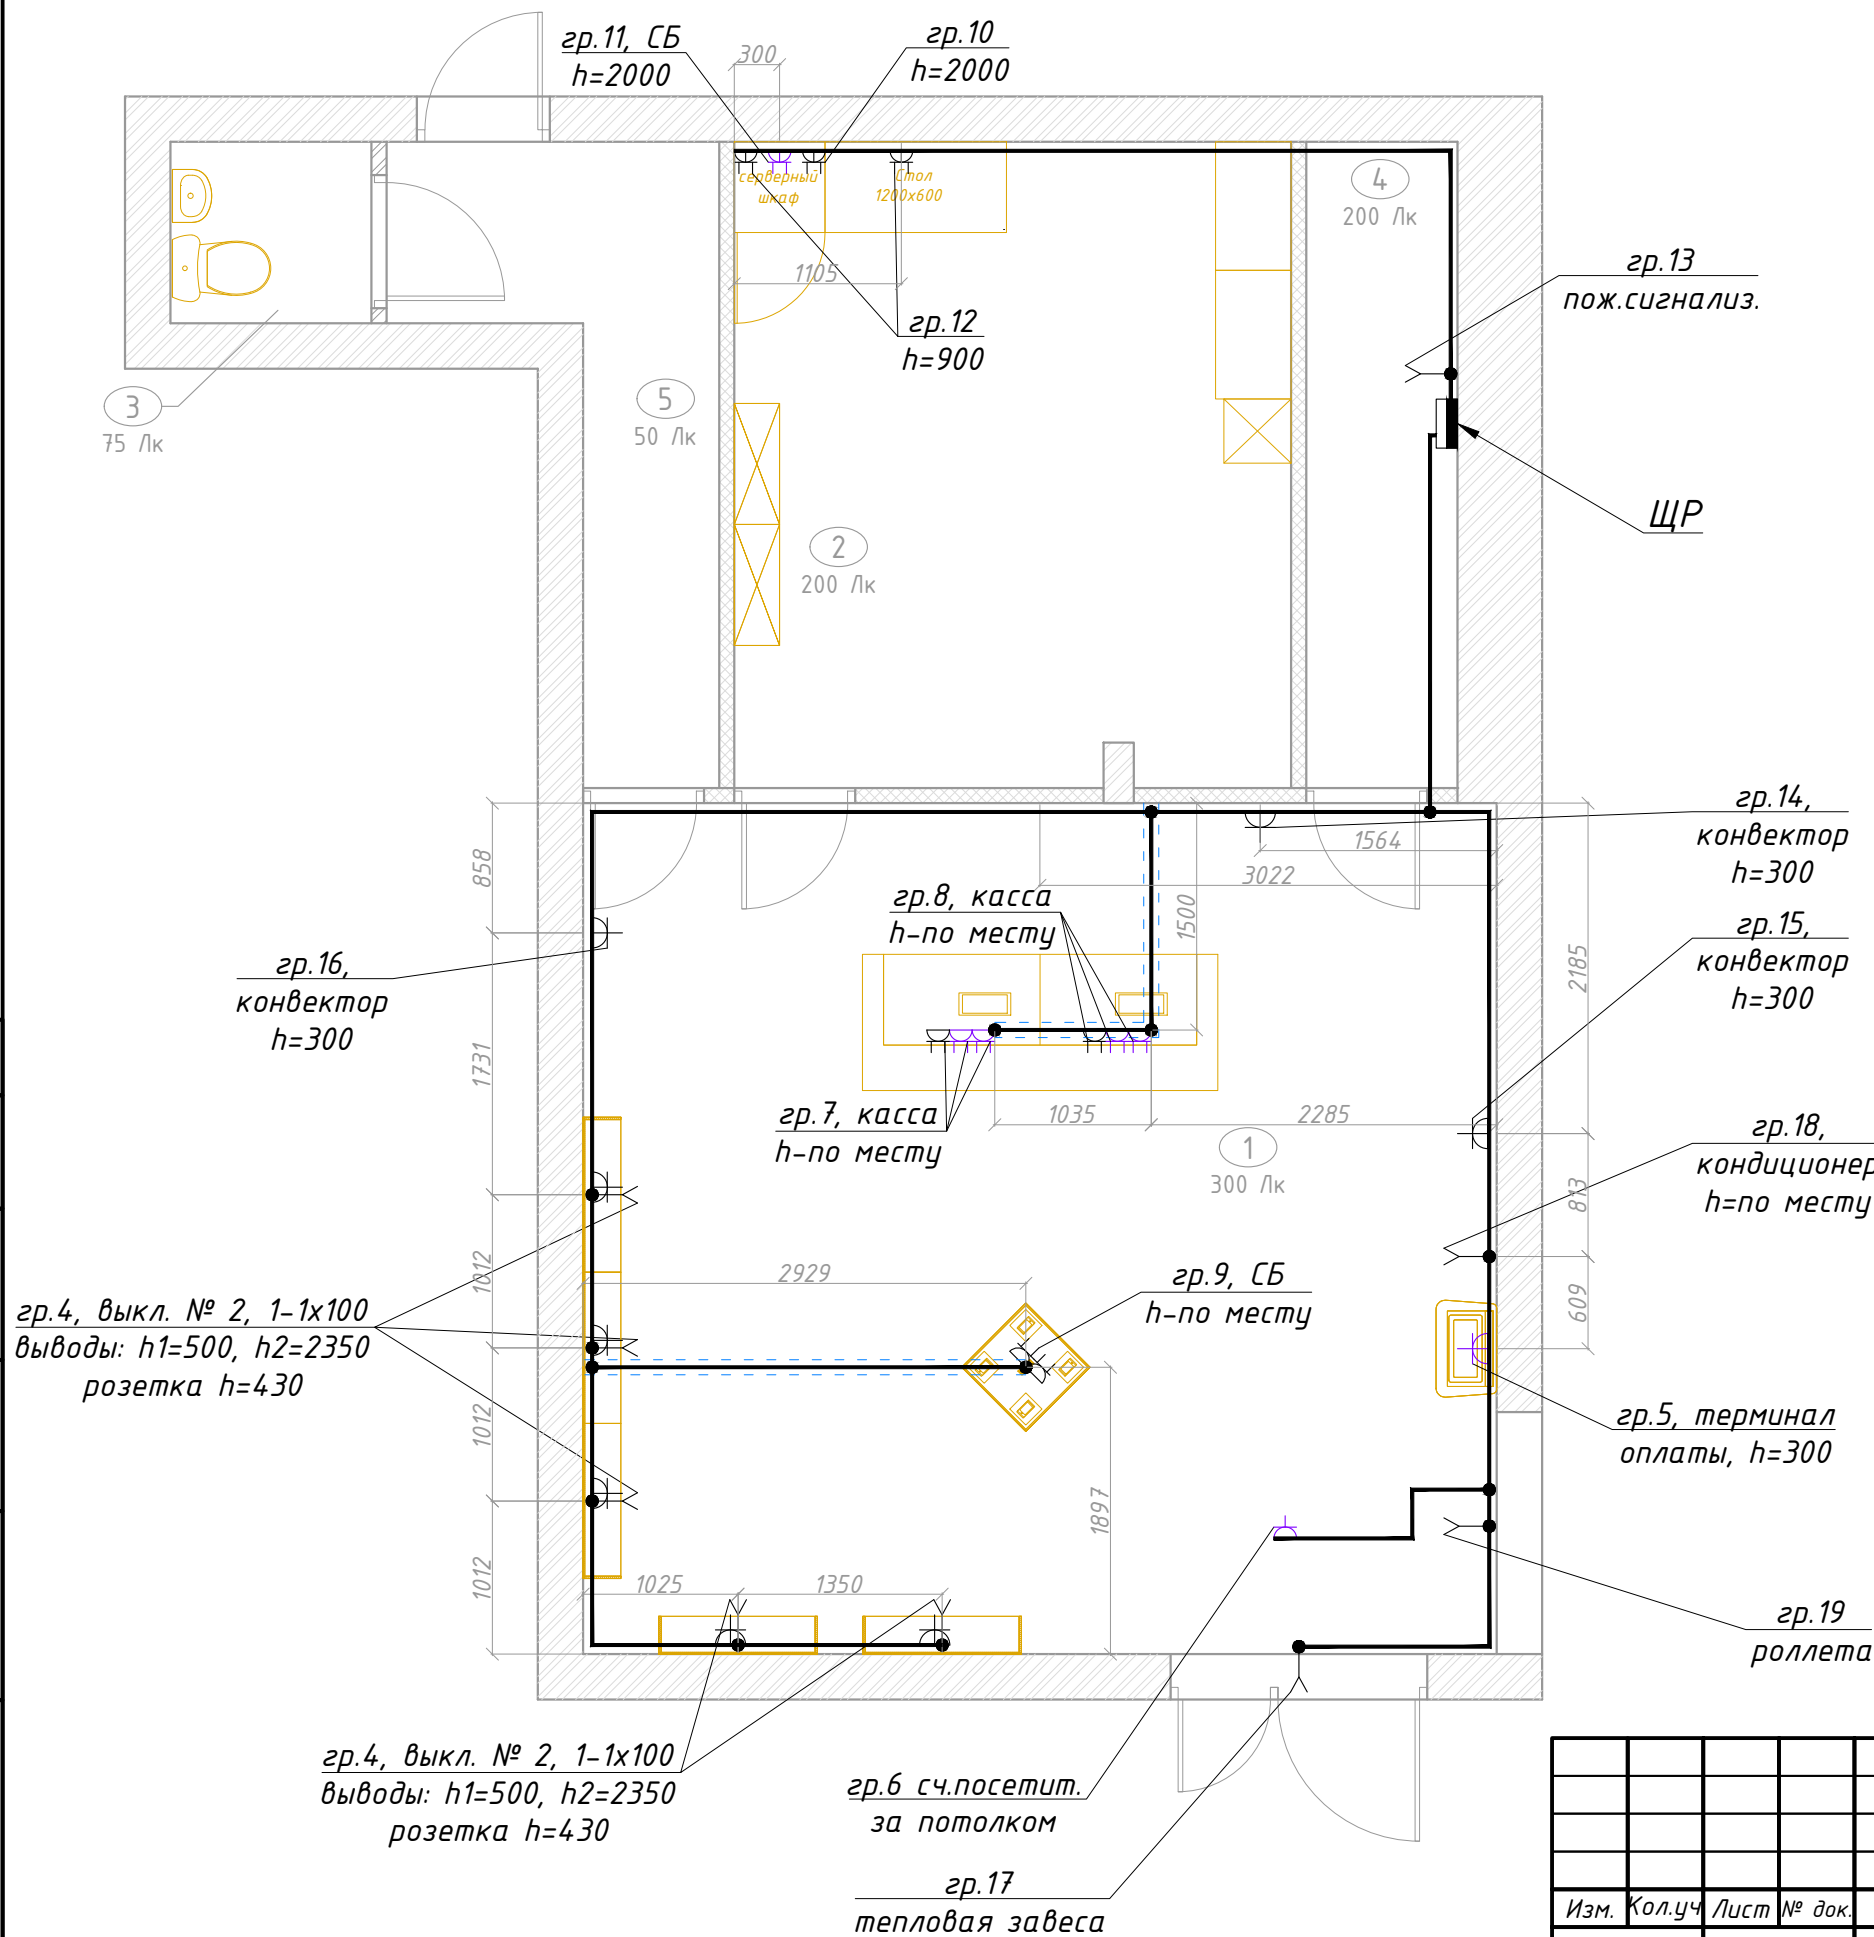 гр.11, СБ
h=2000
300
гр.10
h=2000
серверный
шкаф
Стол
1200х600
4
200 Лк
1105
гр.13
пож.сигнализ.
гр.12
h=900
3
75 Лк
5
50 Лк
ЩР
2
200 Лк
гр.14,
конвектор
h=300
1564
3022
858
гр.8, касса
h-по месту
1500
гр.15,
конвектор
h=300
2185
гр.16,
конвектор
h=300
1731
гр.7, касса
h-по месту
1035
2285
1
300 Лк
гр.18,
кондиционер
h=по месту
813
1012
2929
гр.9, СБ
h-по месту
609
гр.4, выкл. № 2, 1-1х100
выводы: h1=500, h2=2350
розетка h=430
1012
гр.5, терминал
оплаты, h=300
1897
1012
1025
1350
гр.19
роллета
гр.4, выкл. № 2, 1-1х100
выводы: h1=500, h2=2350
розетка h=430
гр.6 сч.посетит.
за потолком
гр.17
тепловая завеса
Изм.
Кол.уч
Лист
№ док.